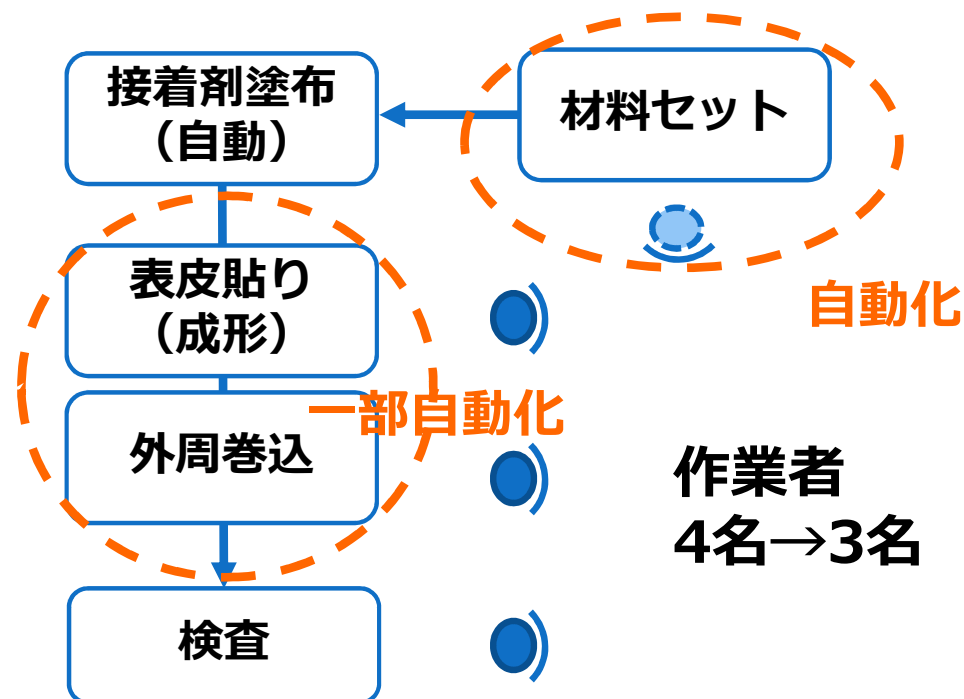 接着剤塗布
（自動）
材料セット
自動化
表皮貼り
（成形）
一部自動化
外周巻込
作業者
4名→3名
検査